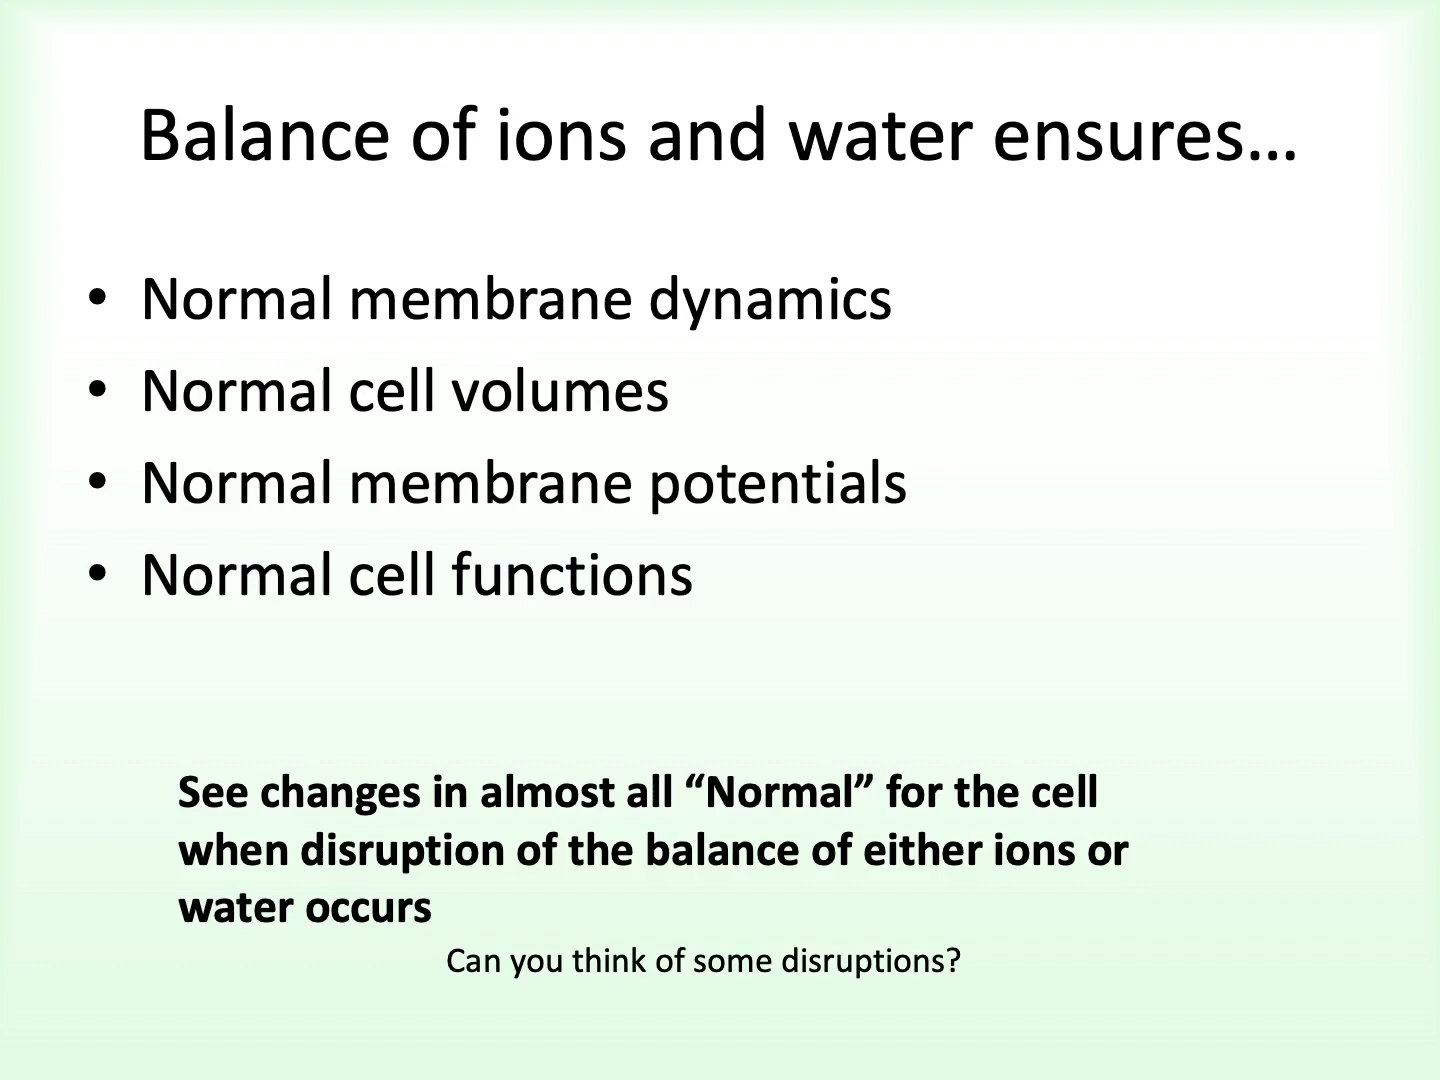 Balance of ions and water ensures...
• Normal membrane dynamics
• Normal cell volumes
• Normal membrane potentials
• Normal cell functions
See changes in almost all “Normal” for the cell
when disruption of the balance of either ions or
water occurs
Can you think of some disruptions?